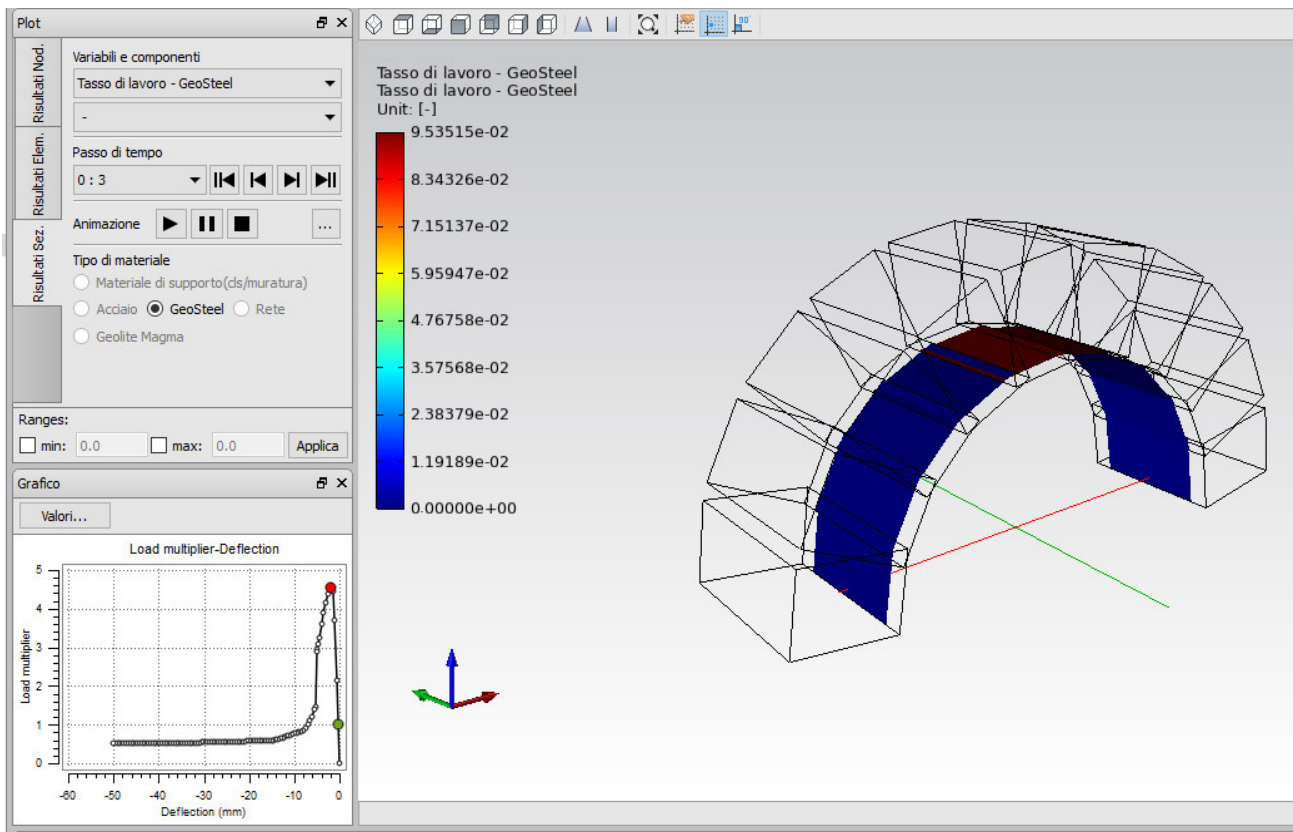 Plot
Risultati Nod.
Risultati Elem.
Risultati Sez.
Variabili e componenti
Tasso di lavoro - GeoSteel
-
Passo di tempo
0 : 3
Animazione
...
Tipo di materiale
Materiale di supporto(cls/muratura)
Acciaio GeoSteel Rete
Geolite Magma
Ranges:
min: 0.0 max: 0.0 Applica
Grafico
Valori...
Load multiplier-Deflection
Load multiplier
5
4
3
2
1
0
-60 -50 -40 -30 -20 -10 0
Deflection (mm)
90°
Tasso di lavoro - GeoSteel
Tasso di lavoro - GeoSteel
Unit: [-]
9.53515e-02
8.34326e-02
7.15137e-02
5.95947e-02
4.76758e-02
3.57568e-02
2.38379e-02
1.19189e-02
0.00000e+00